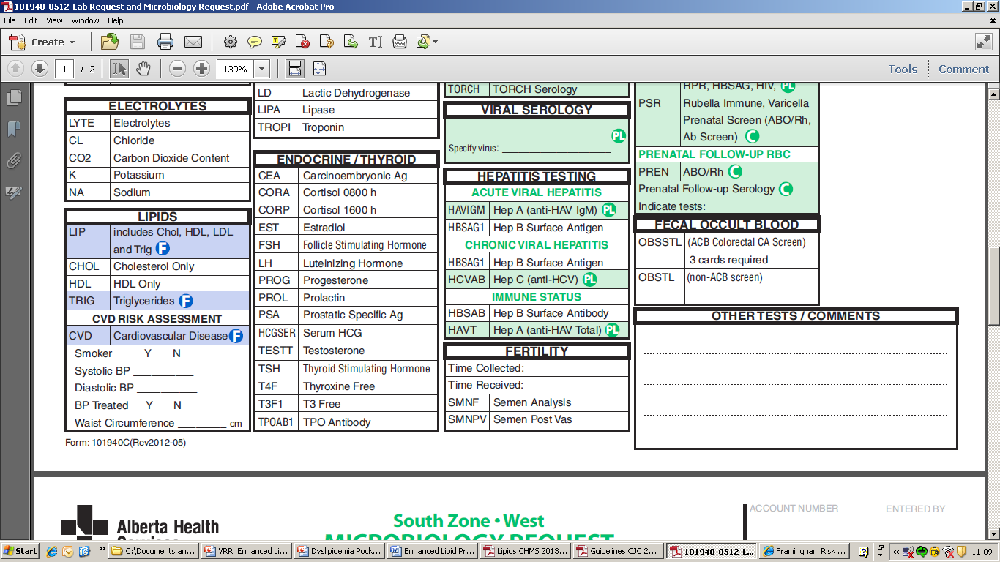 101940-0512-Lab Request and Microbiology Request.pdf - Adobe Acrobat Pro
File Edit View Window Help
Create
1 / 2 139% Tools Comment
ELECTROLYTES
LYTE Electrolytes
CL Chloride
CO2 Carbon Dioxide Content
K Potassium
NA Sodium
LIPIDS
LIP includes Chol, HDL, LDL
and Trig F
CHOL Cholesterol Only
HDL HDL Only
TRIG Triglycerides F
CVD RISK ASSESSMENT
CVD Cardiovascular Disease F
Smoker Y N
Systolic BP __________
Diastolic BP __________
BP Treated Y N
Waist Circumference ________ cm
Form: 101940C(Rev2012-05)
LD Lactic Dehydrogenase
LIPA Lipase
TROPI Troponin
ENDOCRINE / THYROID
CEA Carcinoembryonic Ag
CORA Cortisol 0800 h
CORP Cortisol 1600 h
EST Estradiol
FSH Follicle Stimulating Hormone
LH Luteinizing Hormone
PROG Progesterone
PROL Prolactin
PSA Prostatic Specific Ag
HCGSER Serum HCG
TESTT Testosterone
TSH Thyroid Stimulating Hormone
T4F Thyroxine Free
T3F1 T3 Free
TPOAB1 TPO Antibody
TORCH TORCH Serology
VIRAL SEROLOGY
PL
Specify virus: ____________________
HEPATITIS TESTING
ACUTE VIRAL HEPATITIS
HAVIGM Hep A (anti-HAV IgM) PL
HBSAG1 Hep B Surface Antigen
CHRONIC VIRAL HEPATITIS
HBSAG1 Hep B Surface Antigen
HCVAB Hep C (anti-HCV) PL
IMMUNE STATUS
HBSAB Hep B Surface Antibody
HAVT Hep A (anti-HAV Total) PL
FERTILITY
Time Collected:
Time Received:
SMNF Semen Analysis
SMNPV Semen Post Vas
RPR, HBSAG, HIV, PL
PSR Rubella Immune, Varicella
Prenatal Screen (ABO/Rh,
Ab Screen) C
PRENATAL FOLLOW-UP RBC
PREN ABO/Rh C
Prenatal Follow-up Serology C
Indicate tests:
FECAL OCCULT BLOOD
OBSSTL (ACB Colorectal CA Screen)
3 cards required
OBSTL (non-ACB screen)
OTHER TESTS / COMMENTS
Alberta Health
Services
South Zone • West
MICROBIOLOGY REQUEST
ACCOUNT NUMBER ENTERED BY
Start C:\Documents an... VRR_Enhanced Li... Dyslipidemia Pock... Enhanced Lipid Pr... Lipids CHMS 2013... Guidelines CJC 2... 101940-0512-L... Framingham Risk ... 11:09